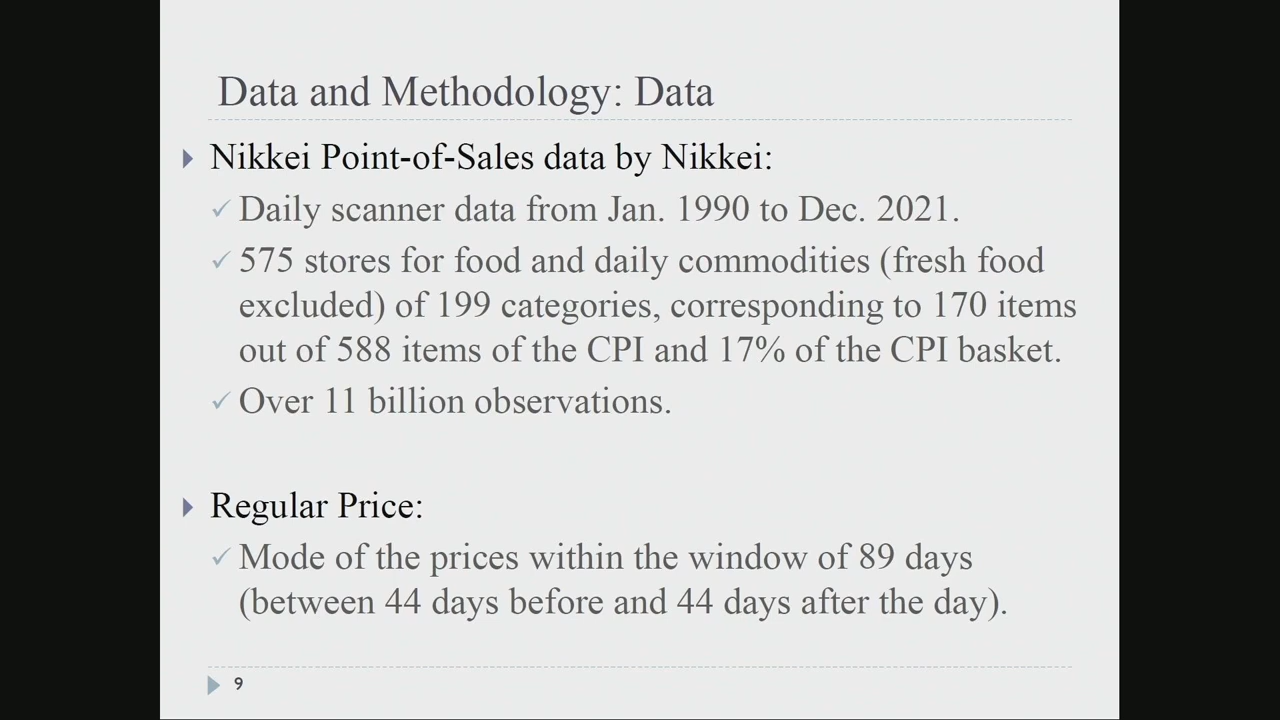 Data and Methodology: Data
Nikkei Point-of-Sales data by Nikkei:
Daily scanner data from Jan. 1990 to Dec. 2021.
575 stores for food and daily commodities (fresh food
excluded) of 199 categories, corresponding to 170 items
out of 588 items of the CPI and 17% of the CPI basket.
Over 11 billion observations.
Regular Price:
Mode of the prices within the window of 89 days
(between 44 days before and 44 days after the day).
9